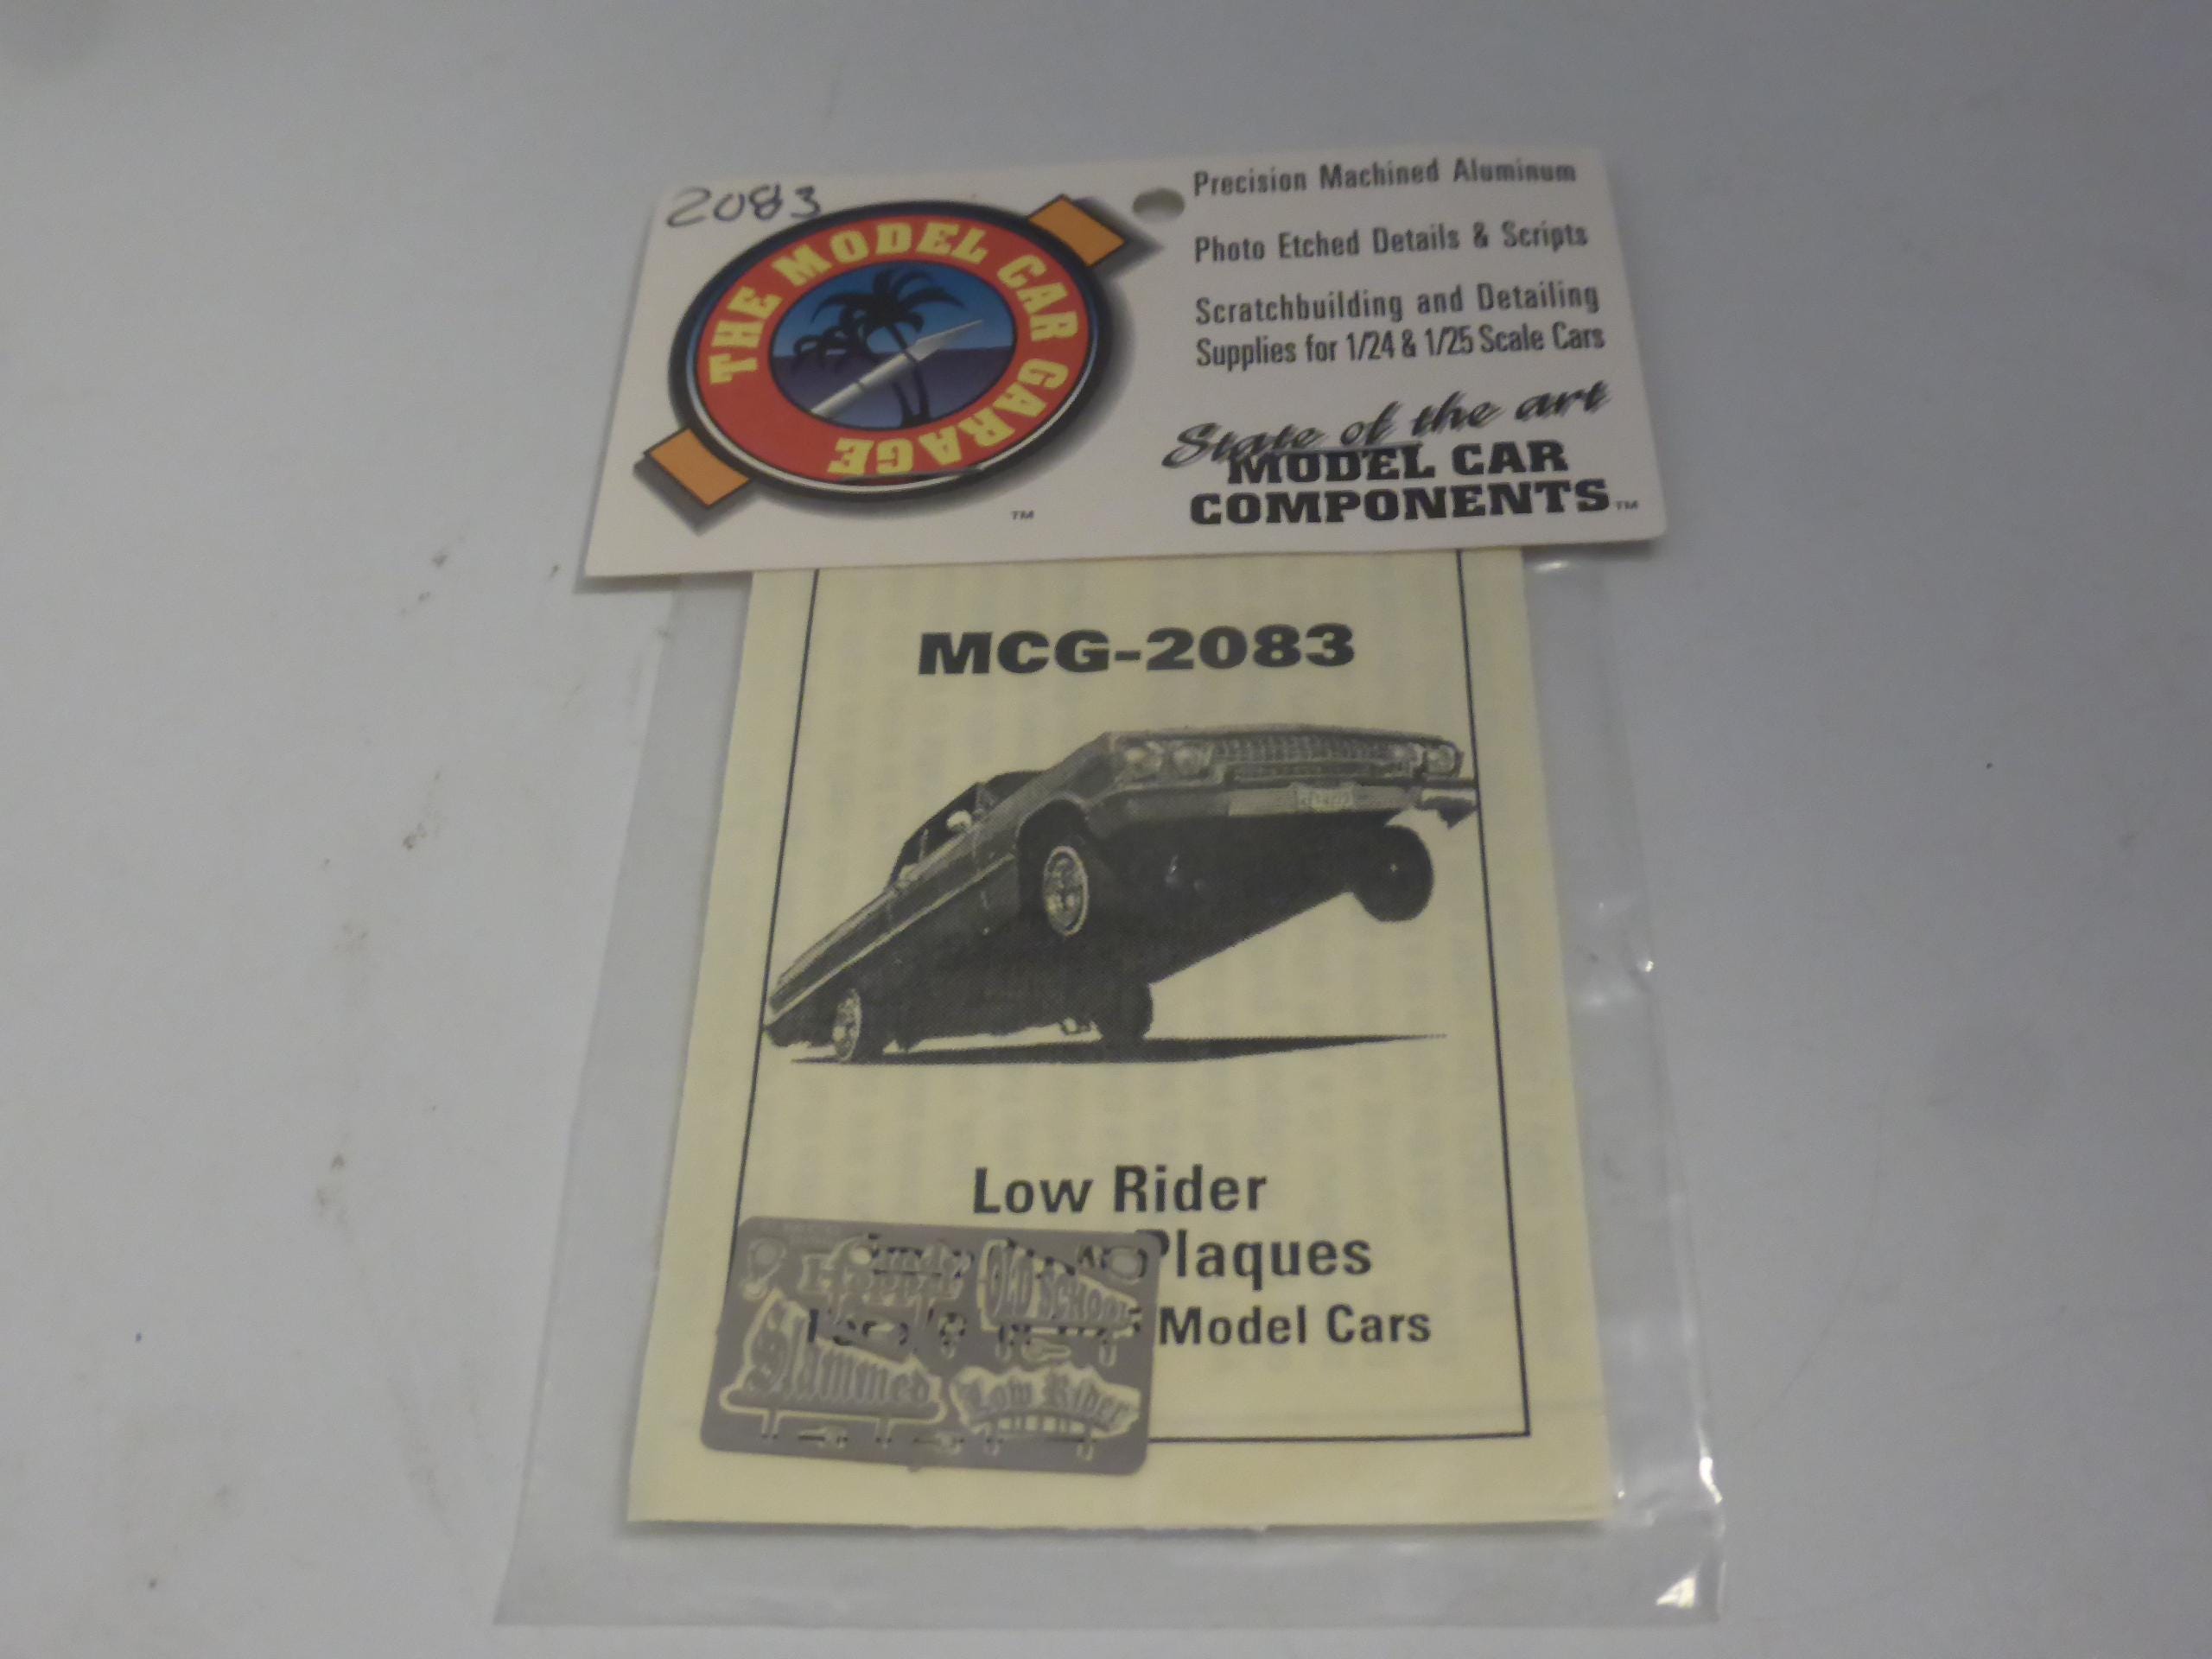 2083
THE MODEL CAR GARAGE
TM
Precision Machined Aluminum
Photo Etched Details & Scripts
Scratchbuilding and Detailing
Supplies for 1/24 & 1/25 Scale Cars
State of the art
MODEL CAR
COMPONENTS TM
MCG-2083
Low Rider
Plaques
Model Cars
OLD SCHOOL
Slammed
Low Rider